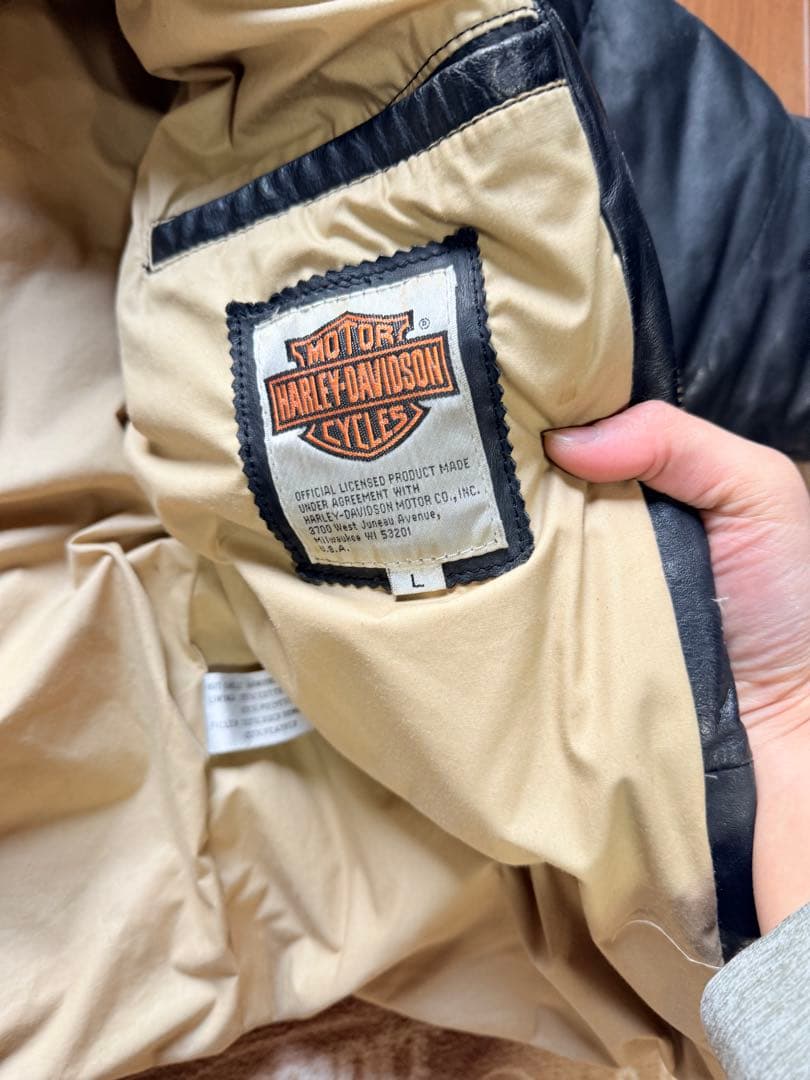 MOTOR
®
HARLEY-DAVIDSON
CYCLES
OFFICIAL LICENSED PRODUCT MADE
UNDER AGREEMENT WITH
HARLEY-DAVIDSON MOTOR CO., INC.
3700 West Juneau Avenue,
Milwaukee WI 53201
U.S.A.
L